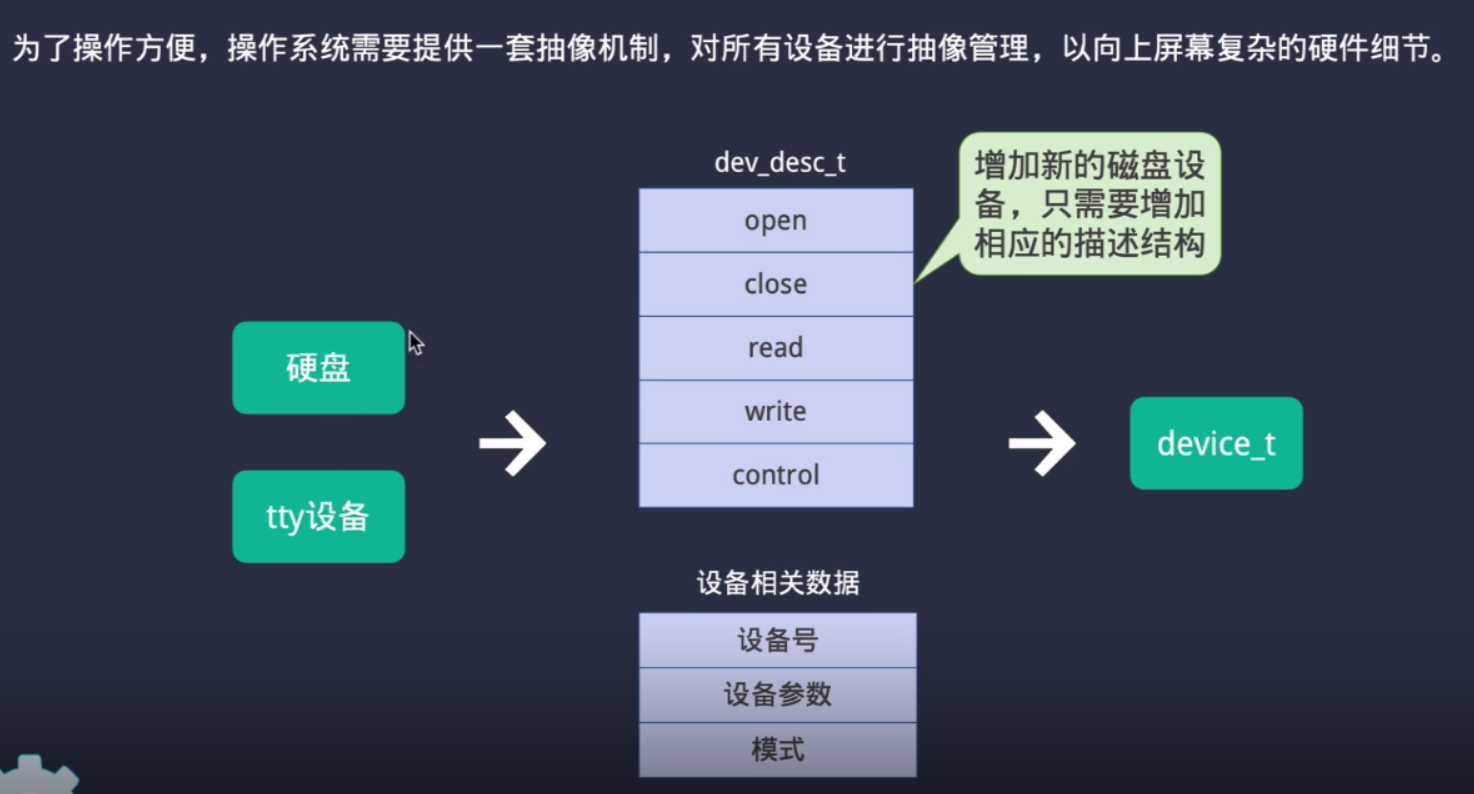 为了操作方便，操作系统需要提供一套抽像机制，对所有设备进行抽像管理，以向上屏幕复杂的硬件细节。
dev_desc_t
open
close
read
write
control
增加新的磁盘设
备，只需要增加
相应的描述结构
硬盘
tty设备
device_t
设备相关数据
设备号
设备参数
模式